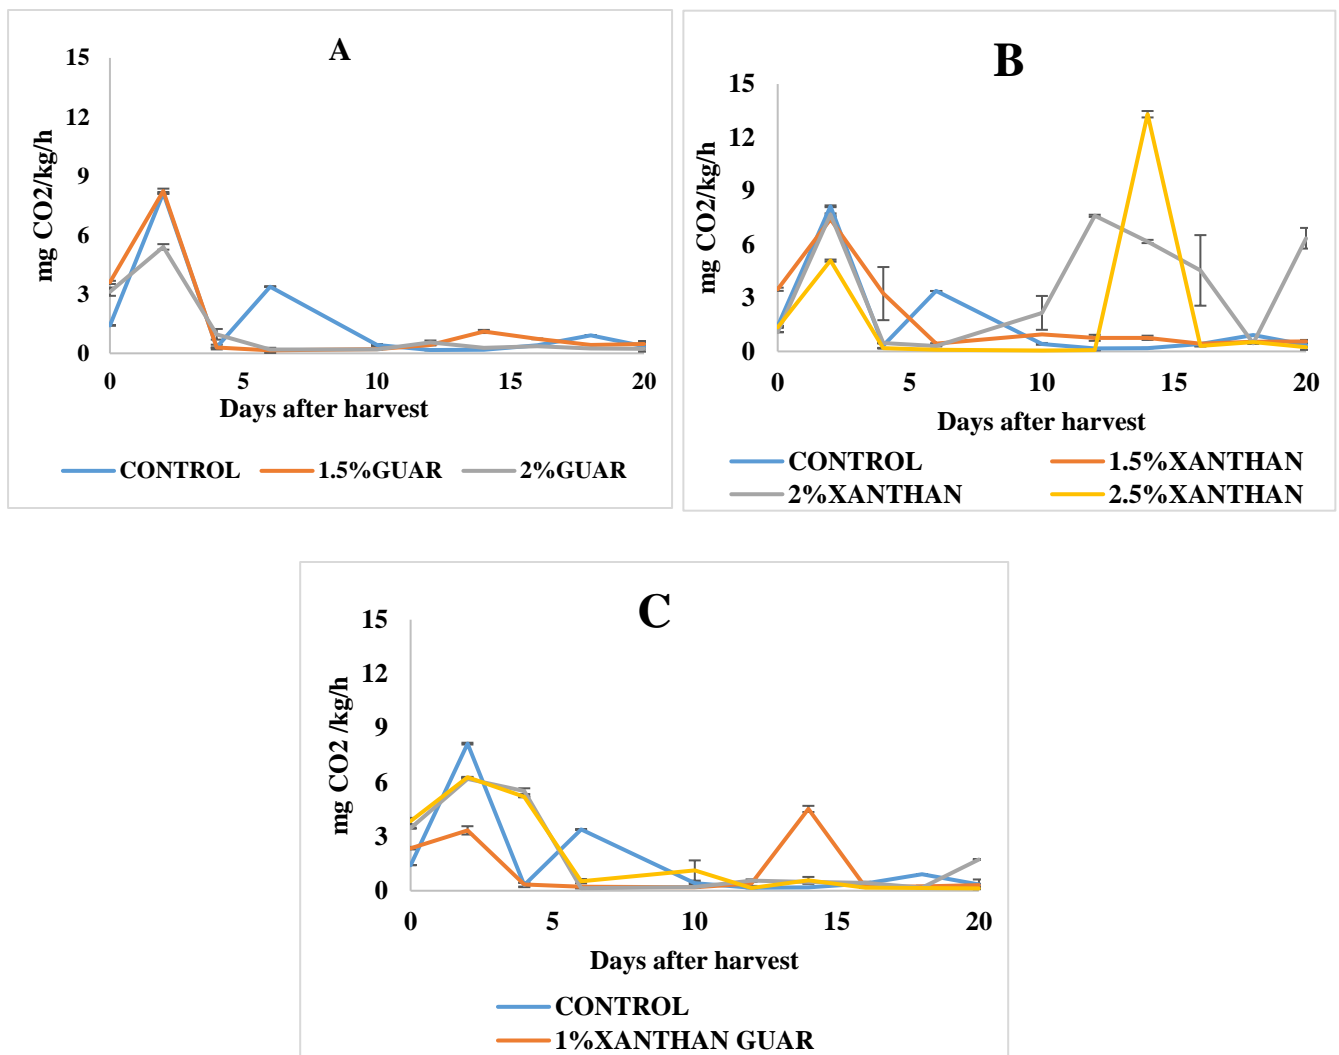 A
15
12
9
6
3
0
mg CO2/kg/h
0 5 10 15 20
Days after harvest
CONTROL 1.5%GUAR 2%GUAR
B
15
12
9
6
3
0
mg CO2/kg/h
0 5 10 15 20
Days after harvest
CONTROL 1.5%XANTHAN
2%XANTHAN 2.5%XANTHAN
C
15
12
9
6
3
0
mg CO2 /kg/h
0 5 10 15 20
Days after harvest
CONTROL
1%XANTHAN GUAR